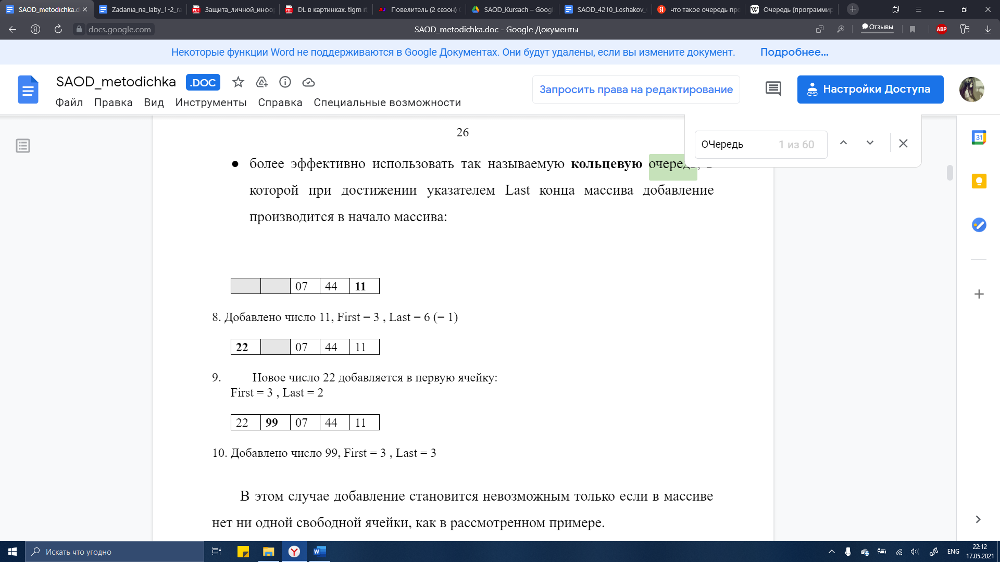 SAOD_metodichka.d
Zadania_na_laby_1-2_ra
Защита_личной_инфо
DL в картинках. tlgm it
Повелитель (2 сезон)
SAOD_Kursach – Googl
SAOD_4210_Loshakov_
что такое очередь пр
Очередь (программир
docs.google.com
SAOD_metodichka.doc - Google Документы
Отзывы
ABP
Некоторые функции Word не поддерживаются в Google Документах. Они будут удалены, если вы измените документ. Подробнее...
SAOD_metodichka .DOC
Файл Правка Вид Инструменты Справка Специальные возможности
Запросить права на редактирование
Настройки Доступа
ОЧередь 1 из 60
31
26
● более эффективно использовать так называемую кольцевую очередь,
которой при достижении указателем Last конца массива добавление
производится в начало массива:
07 44 11
8. Добавлено число 11, First = 3 , Last = 6 (= 1)
22 07 44 11
9. Новое число 22 добавляется в первую ячейку:
First = 3 , Last = 2
22 99 07 44 11
10. Добавлено число 99, First = 3 , Last = 3
В этом случае добавление становится невозможным только если в массиве
нет ни одной свободной ячейки, как в рассмотренном примере.
Искать что угодно
ENG
22:12
17.05.2021